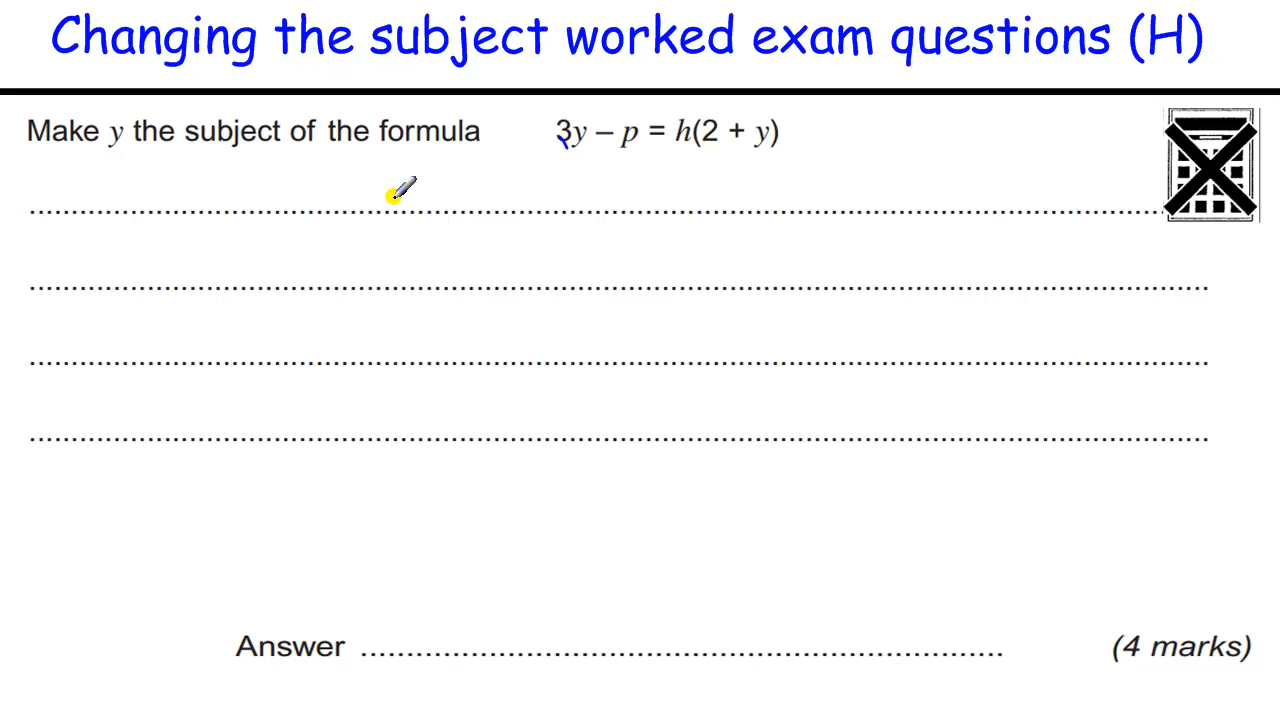 Changing the subject worked exam questions (H)
Make y the subject of the formula 3y – p = h(2 + y)
Answer ........................................................................ (4 marks)